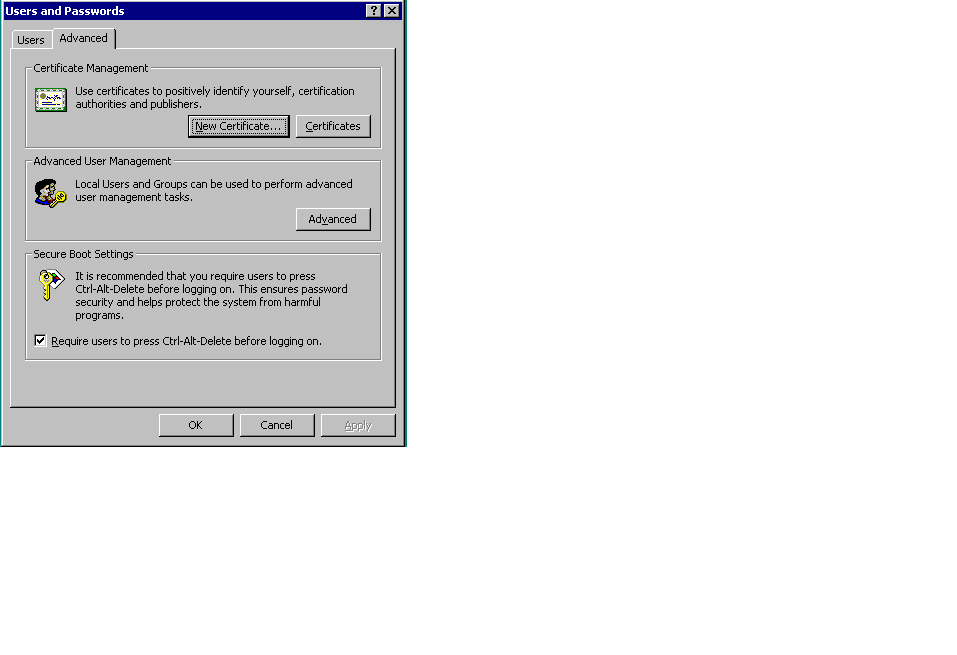 Users and Passwords
Users Advanced
Certificate Management
Use certificates to positively identify yourself, certification
authorities and publishers.
New Certificate... Certificates
Advanced User Management
Local Users and Groups can be used to perform advanced
user management tasks.
Advanced
Secure Boot Settings
It is recommended that you require users to press
Ctrl-Alt-Delete before logging on. This ensures password
security and helps protect the system from harmful
programs.
Require users to press Ctrl-Alt-Delete before logging on.
OK Cancel Apply